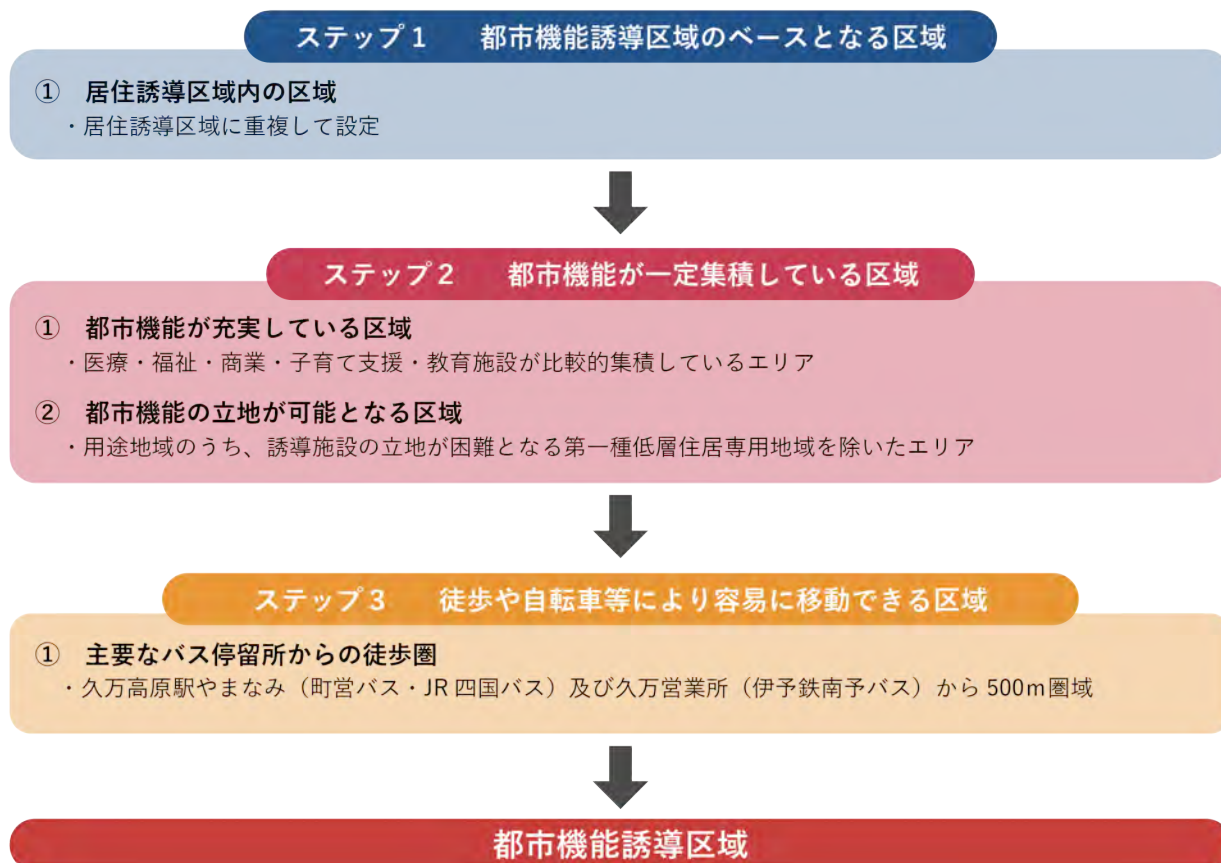 ステップ1　都市機能誘導区域のベースとなる区域
①　居住誘導区域内の区域
・居住誘導区域に重複して設定
ステップ2　都市機能が一定集積している区域
①　都市機能が充実している区域
・医療・福祉・商業・子育て支援・教育施設が比較的集積しているエリア
②　都市機能の立地が可能となる区域
・用途地域のうち、誘導施設の立地が困難となる第一種低層住居専用地域を除いたエリア
ステップ3　徒歩や自転車等により容易に移動できる区域
①　主要なバス停留所からの徒歩圏
・久万高原駅やまなみ（町営バス・JR四国バス）及び久万営業所（伊予鉄南予バス）から500m圏域
都市機能誘導区域